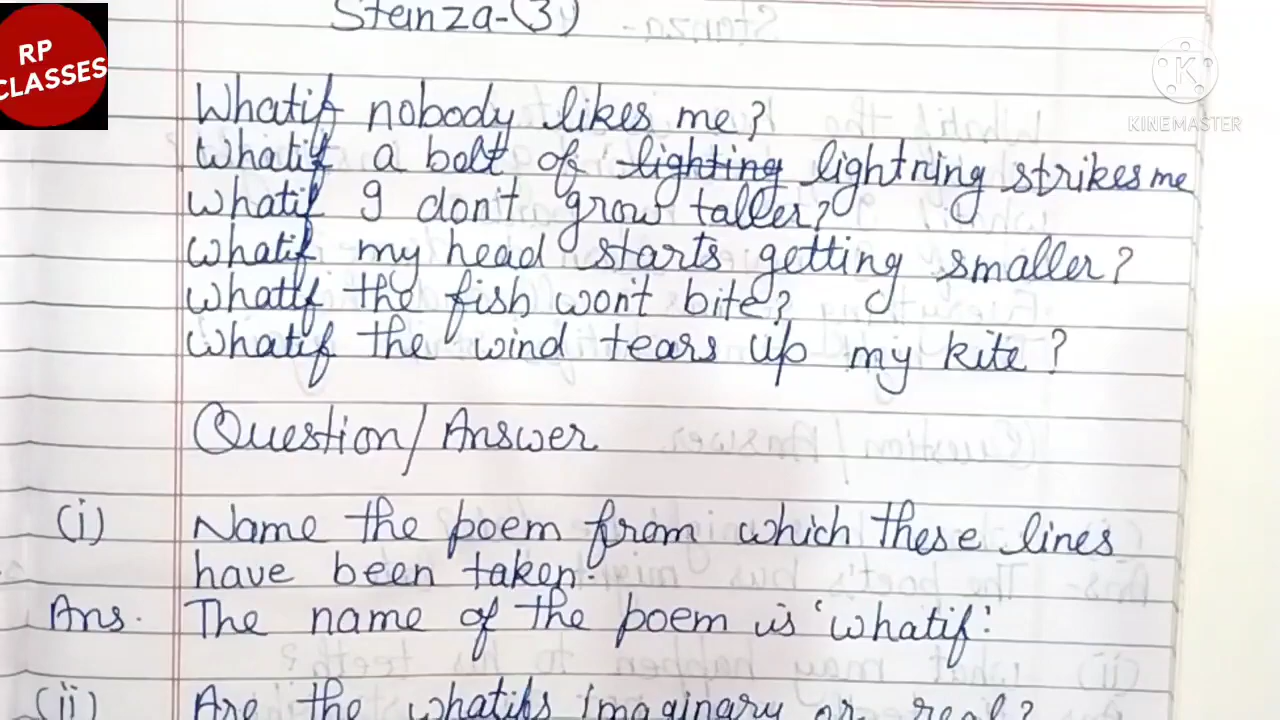 RP
CLASSES
KINEMASTER
Stanza-(3)
Whatif nobody likes me?
Whatif a bolt of lighting lightning strikes me
Whatif I don't grow taller?
Whatif my head starts getting smaller?
Whatif the fish won't bite?
Whatif the wind tears up my kite?
Question/Answer
(i) Name the poem from which these lines
have been taken.
Ans. The name of the poem is 'whatif'.
(ii) Are the whatifs imaginary or real?